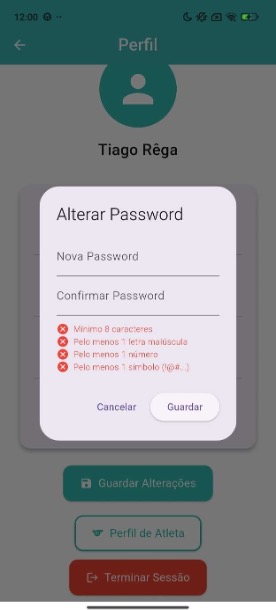 12:00
Perfil
Tiago Rêga
Alterar Password
Nova Password
Confirmar Password
Mínimo 8 caracteres
Pelo menos 1 letra maiúscula
Pelo menos 1 número
Pelo menos 1 símbolo (!@#...)
Cancelar
Guardar
Guardar Alterações
Perfil de Atleta
Terminar Sessão